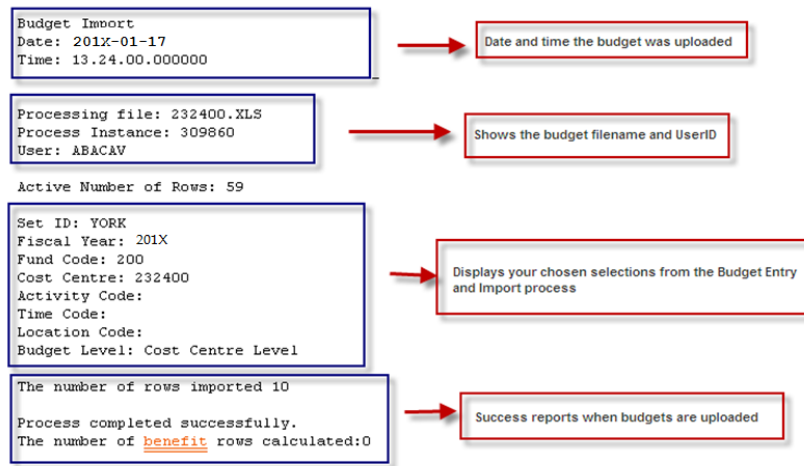 Budget Import
Date: 201X-01-17
Time: 13.24.00.000000
Date and time the budget was uploaded
Processing file: 232400.XLS
Process Instance: 309860
User: ABACAV
Shows the budget filename and UserID
Active Number of Rows: 59
Set ID: YORK
Fiscal Year: 201X
Fund Code: 200
Cost Centre: 232400
Activity Code:
Time Code:
Location Code:
Budget Level: Cost Centre Level
Displays your chosen selections from the Budget Entry
and Import process
The number of rows imported 10
Process completed successfully.
The number of benefit rows calculated:0
Success reports when budgets are uploaded